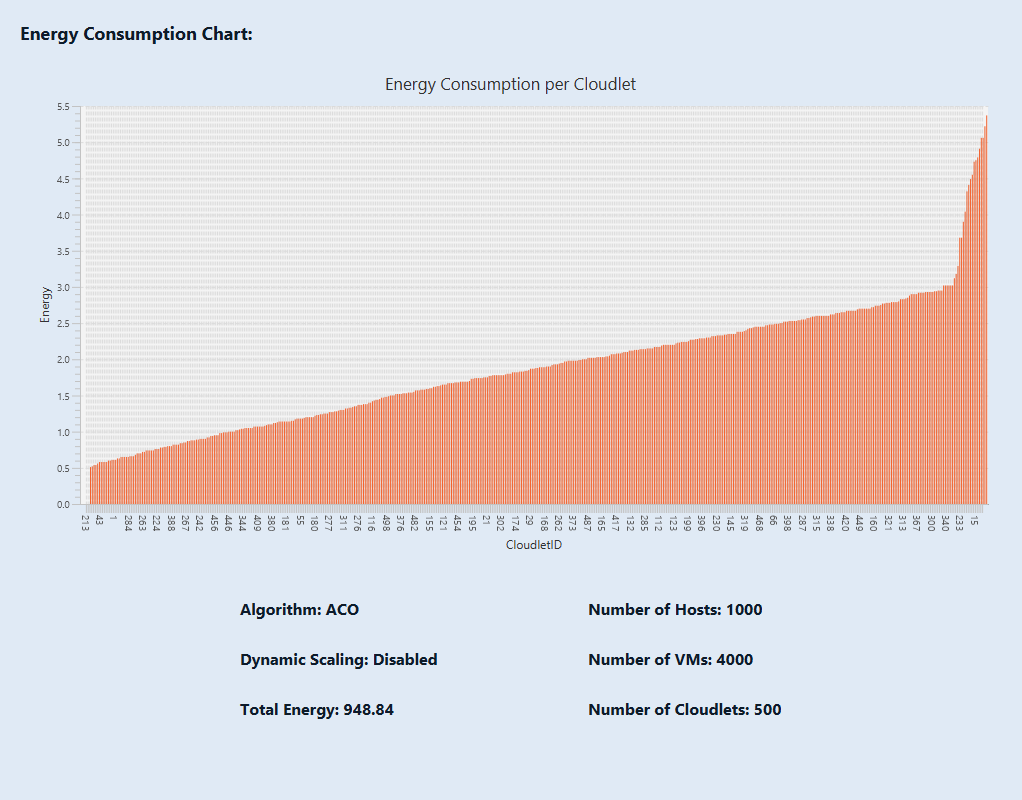 Energy Consumption Chart:
Energy Consumption per Cloudlet
5.5
5.0
4.5
4.0
3.5
3.0
2.5
2.0
1.5
1.0
0.5
0.0
Energy
213 43 1 284 263 224 388 267 242 456 446 344 409 380 181 55 180 277 311 276 116 498 376 482 155 121 454 195 21 302 174 29 168 262 373 487 165 417 132 285 112 123 199 396 230 145 319 468 66 398 287 315 338 420 449 160 321 313 367 300 340 233 15
CloudletID
Algorithm: ACO
Number of Hosts: 1000
Dynamic Scaling: Disabled
Number of VMs: 4000
Total Energy: 948.84
Number of Cloudlets: 500